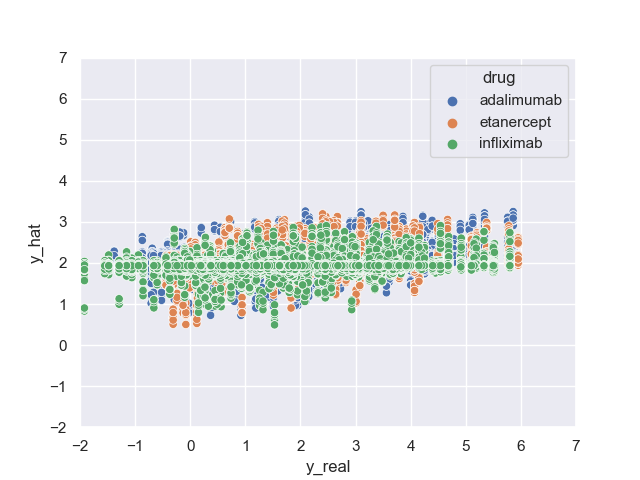 7
6
5
4
3
2
1
0
−1
−2
y_hat
drug
adalimumab
etanercept
infliximab
−2 −1 0 1 2 3 4 5 6 7
y_real